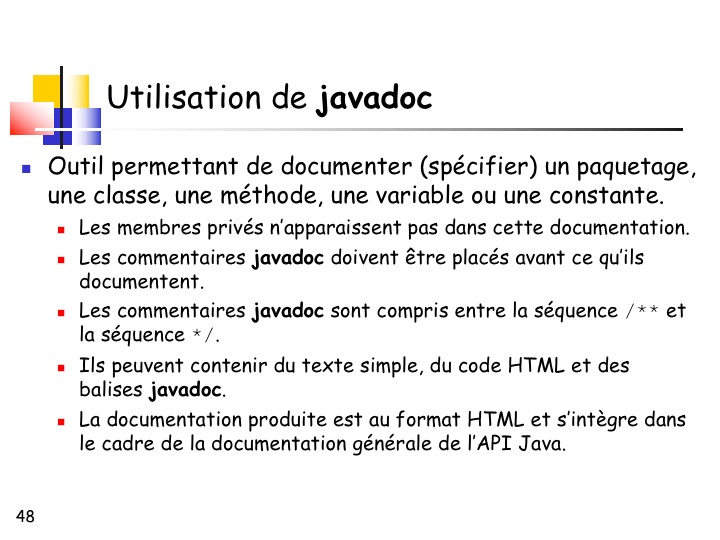 Utilisation de javadoc
Outil permettant de documenter (spécifier) un paquetage,
une classe, une méthode, une variable ou une constante.
Les membres privés n’apparaissent pas dans cette documentation.
Les commentaires javadoc doivent être placés avant ce qu’ils
documentent.
Les commentaires javadoc sont compris entre la séquence /** et
la séquence */.
Ils peuvent contenir du texte simple, du code HTML et des
balises javadoc.
La documentation produite est au format HTML et s’intègre dans
le cadre de la documentation générale de l’API Java.
48